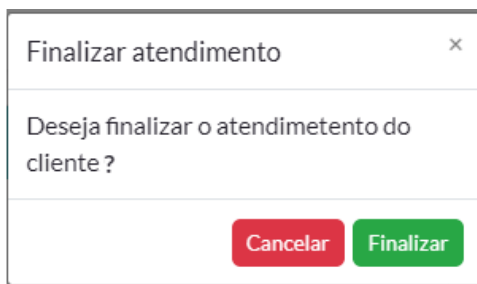 Finalizar atendimento ×
Deseja finalizar o atendimetento do
cliente ?
Cancelar Finalizar